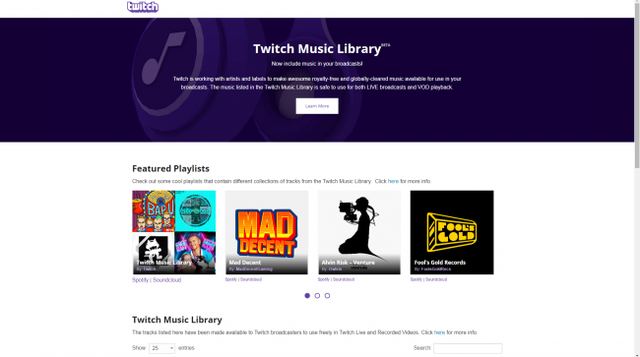 twitch
Twitch Music Library BETA
Now include music in your broadcasts!
Twitch is working with artists and labels to make awesome royalty-free and globally-cleared music available for use in your
broadcasts. The music listed in the Twitch Music Library is safe to use for both LIVE broadcasts and VOD playback.
Learn More
Featured Playlists
Check out some cool playlists that contain different collections of tracks from the Twitch Music Library. Click here for more info
BABU
MAD
DECENT
FOOL'S
GOLD
Twitch Music Library
By: Twitch
Spotify | Soundcloud
Mad Decent
Spotify | Soundcloud
Alvin Risk – Venture
Spotify | Soundcloud
Fool's Gold Records
Spotify | Soundcloud
Twitch Music Library
The tracks listed here have been made available to Twitch broadcasters to use freely in Twitch Live and Recorded Videos. Click here for more info
Show 25 entries
Search: